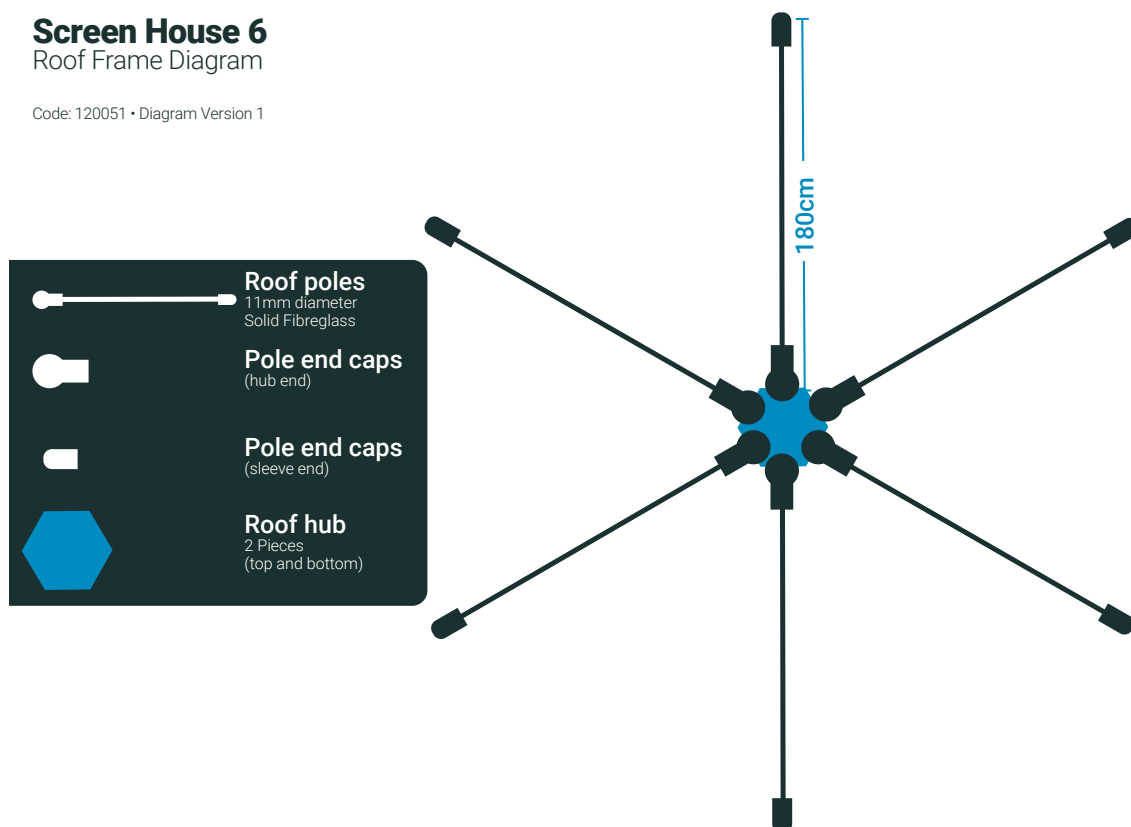 Screen House 6
Roof Frame Diagram
Code: 120051 • Diagram Version 1
180cm
Roof poles
11mm diameter
Solid Fibreglass
Pole end caps
(hub end)
Pole end caps
(sleeve end)
Roof hub
2 Pieces
(top and bottom)